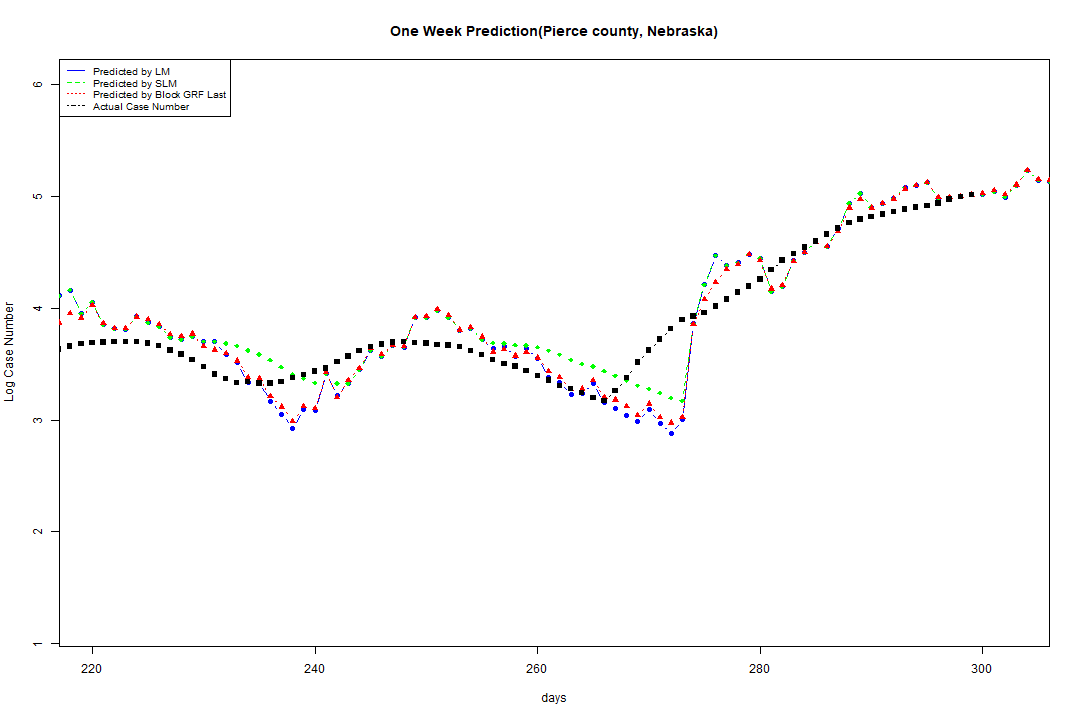 One Week Prediction(Pierce county, Nebraska)
Predicted by LM
Predicted by SLM
Predicted by Block GRF Last
Actual Case Number
Log Case Number
6
5
4
3
2
1
220 240 260 280 300
days